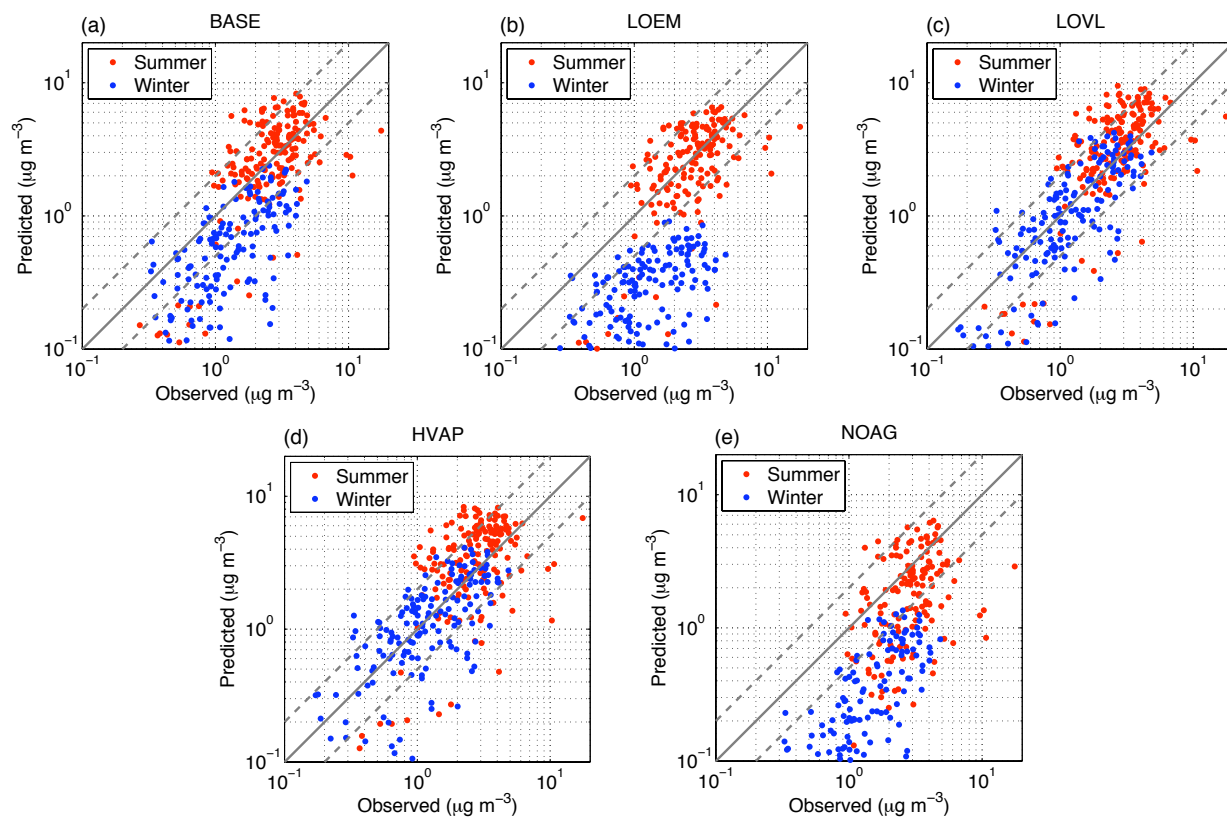 (a) BASE
Summer
Winter
10¹
10⁰
10⁻¹
Predicted (μg m⁻³)
10⁻¹ 10⁰ 10¹
Observed (μg m⁻³)
(b) LOEM
Summer
Winter
10¹
10⁰
10⁻¹
Predicted (μg m⁻³)
10⁻¹ 10⁰ 10¹
Observed (μg m⁻³)
(c) LOVL
Summer
Winter
10¹
10⁰
10⁻¹
Predicted (μg m⁻³)
10⁻¹ 10⁰ 10¹
Observed (μg m⁻³)
(d) HVAP
Summer
Winter
10¹
10⁰
10⁻¹
Predicted (μg m⁻³)
10⁻¹ 10⁰ 10¹
Observed (μg m⁻³)
(e) NOAG
Summer
Winter
10¹
10⁰
10⁻¹
Predicted (μg m⁻³)
10⁻¹ 10⁰ 10¹
Observed (μg m⁻³)